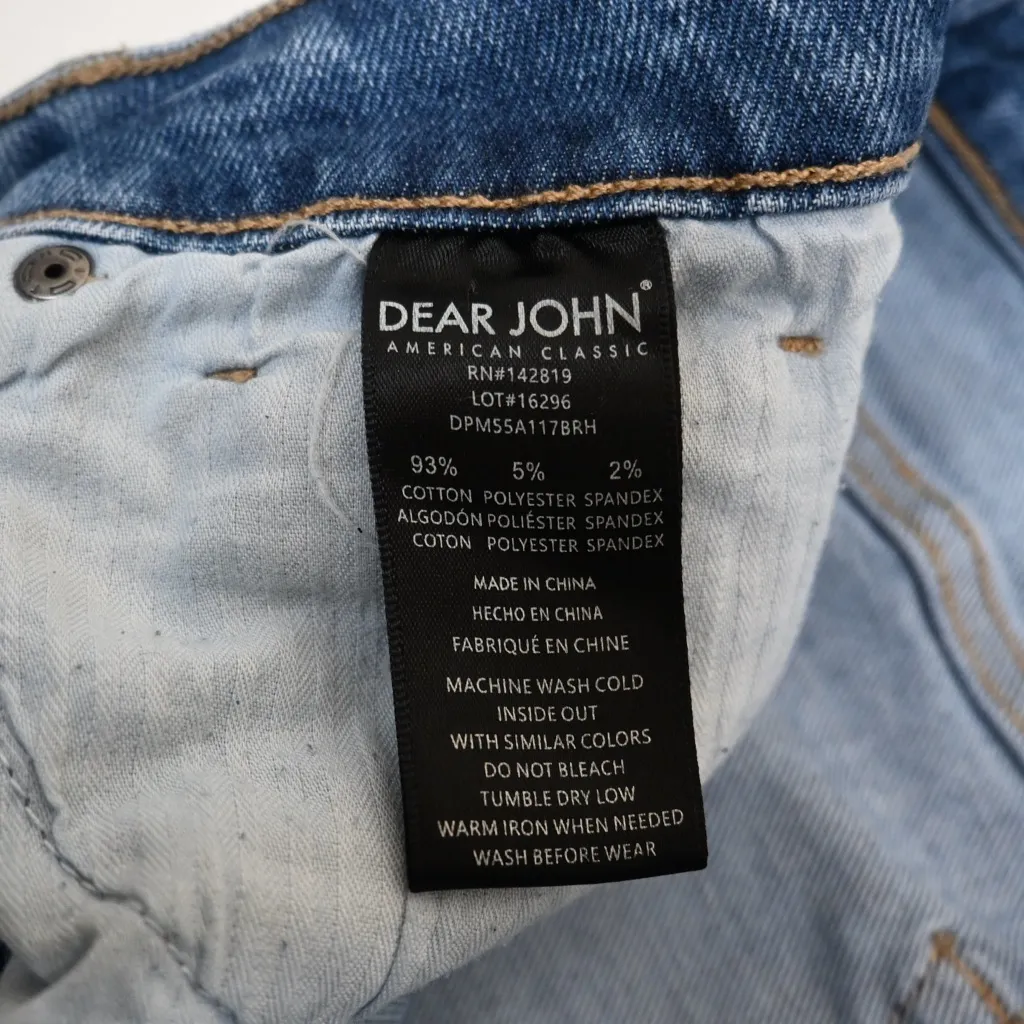 DEAR JOHN®
AMERICAN CLASSIC
RN#142819
LOT#16296
DPM55A117BRH
93% 5% 2%
COTTON POLYESTER SPANDEX
ALGODÓN POLIÉSTER SPANDEX
COTON POLYESTER SPANDEX
MADE IN CHINA
HECHO EN CHINA
FABRIQUÉ EN CHINE
MACHINE WASH COLD
INSIDE OUT
WITH SIMILAR COLORS
DO NOT BLEACH
TUMBLE DRY LOW
WARM IRON WHEN NEEDED
WASH BEFORE WEAR